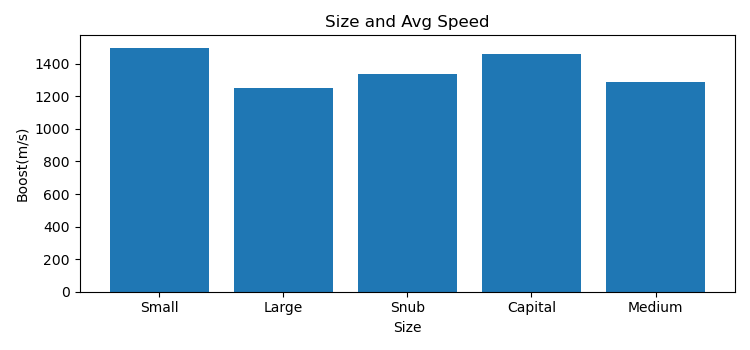 Size and Avg Speed
Boost(m/s)
1400
1200
1000
800
600
400
200
0
Small Large Snub Capital Medium
Size